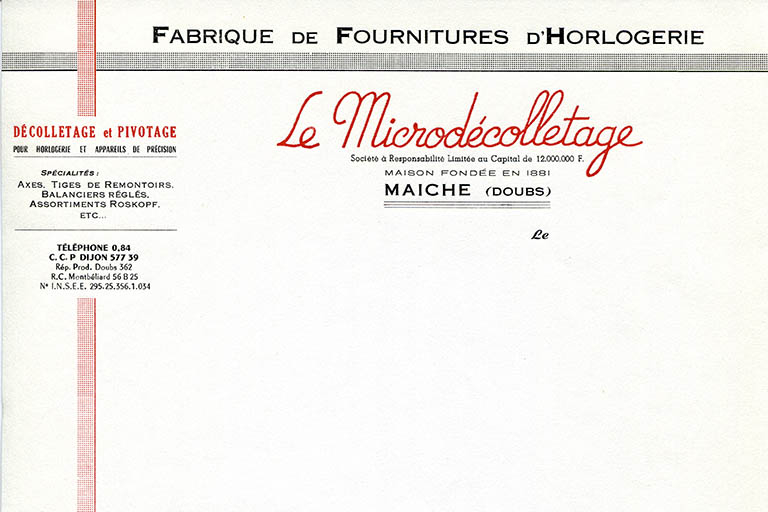 FABRIQUE DE FOURNITURES D'HORLOGERIE
Le Microdécolletage
Société à Responsabilité Limitée au Capital de 12.000.000 F.
MAISON FONDÉE EN 1881
MAICHE (DOUBS)
Le
DÉCOLLETAGE et PIVOTAGE
POUR HORLOGERIE ET APPAREILS DE PRÉCISION
SPÉCIALITÉS :
AXES, TIGES DE REMONTOIRS,
BALANCIERS RÉGLÉS,
ASSORTIMENTS ROSKOPF,
ETC...
TÉLÉPHONE 0,84
C. C. P DIJON 577 39
Rép. Prod. Doubs 362
R.C. Montbéliard 56 B 25
N° I.N.S.E.E. 295.25.356.1.034